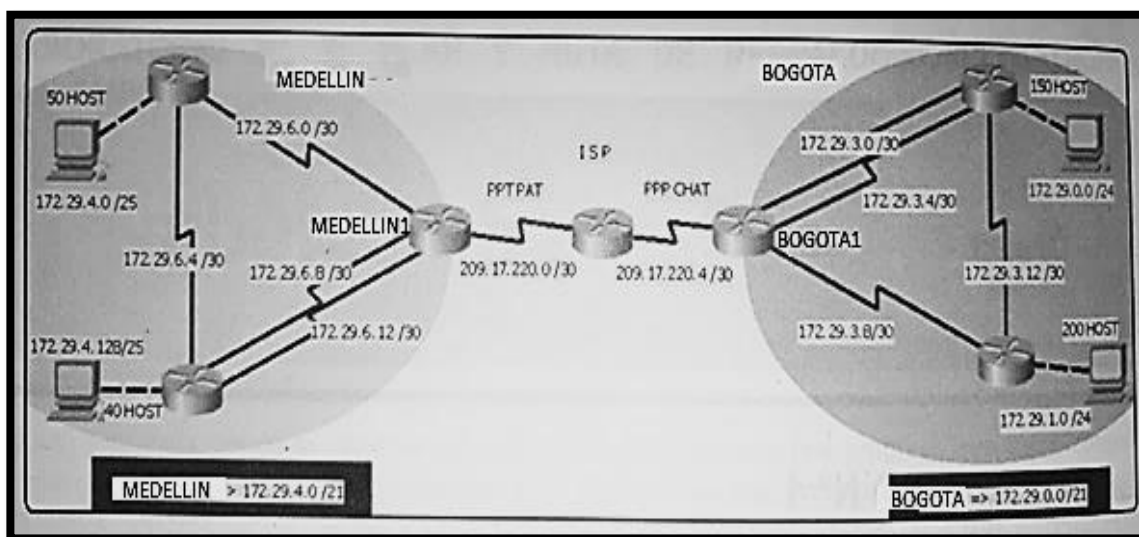 MEDELLIN
BOGOTA
50 HOST
150 HOST
172.29.6.0 /30
172.29.3.0 /30
I S P
172.29.4.0 /25
PPT PAT
PPP CHAT
172.29.0.0 /24
172.29.3.4/30
MEDELLIN1
BOGOTA1
172.29.6.4 /30
172.29.6.8 /30
209.17.220.0 /30
209.17.220.4 /30
172.29.3.12 /30
172.29.6.12 /30
172.29.3.8/30
172.29.4.128/25
200 HOST
40 HOST
172.29.1.0 /24
MEDELLIN > 172.29.4.0 /21
BOGOTA => 172.29.0.0 /21